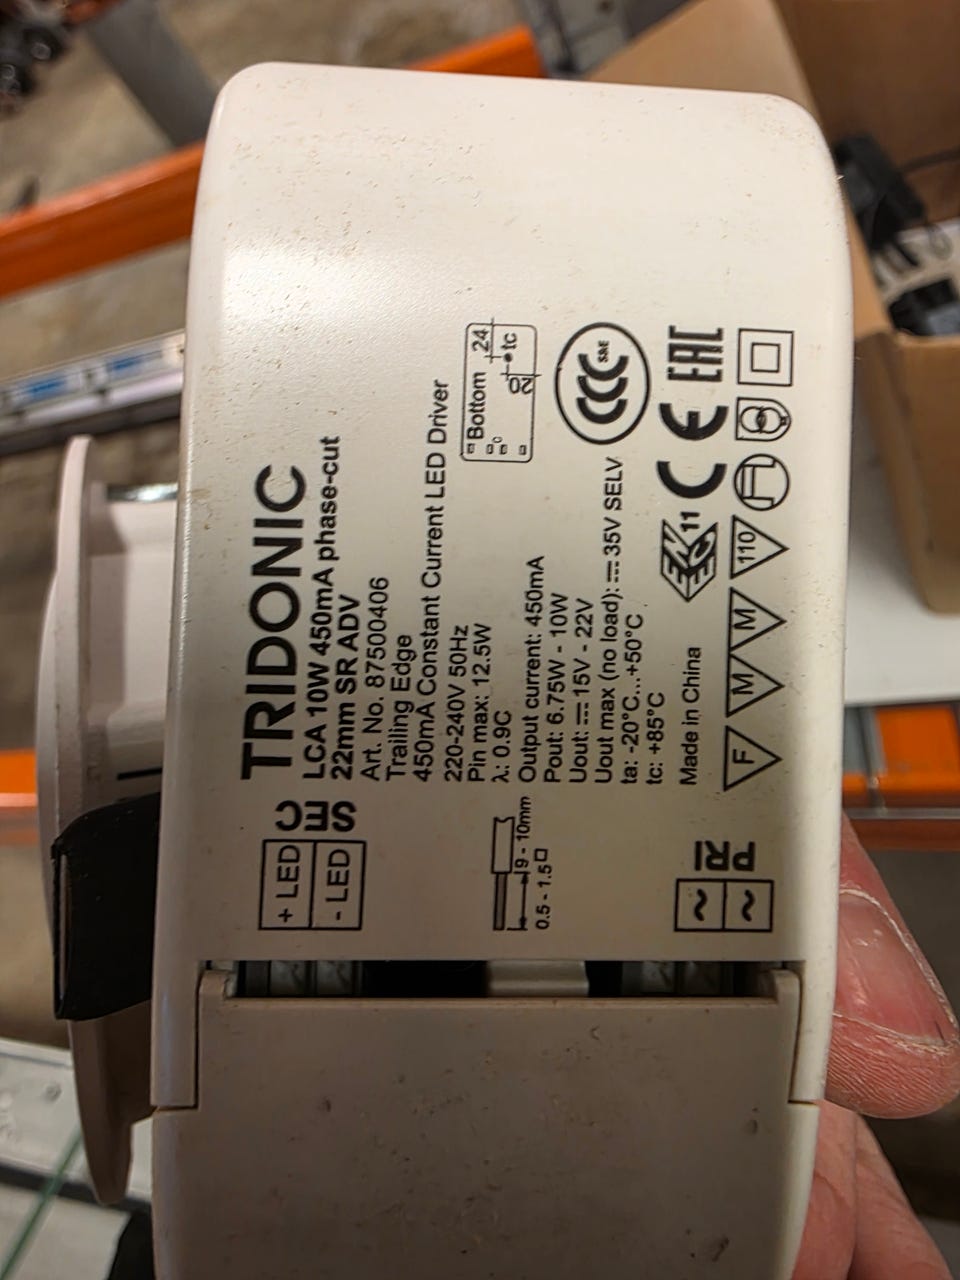 TRIDONIC
LCA 10W 450mA phase-cut
22mm SR ADV
Art. No. 87500406
Trailing Edge
450mA Constant Current LED Driver
220-240V 50Hz
Pin max: 12.5W
λ: 0.9C
Output current: 450mA
Pout: 6.75W - 10W
Uout: ⎓ 15V - 22V
Uout max (no load): ⎓ 35V SELV
ta: -20°C...+50°C
tc: +85°C
Made in China
SEC
+ LED
- LED
9 - 10mm
0.5 - 1.5□
PRI
~
~
Bottom
24
20
tc
CCC
S&E
ENEC
11
CE
EAC
F
M
M
110